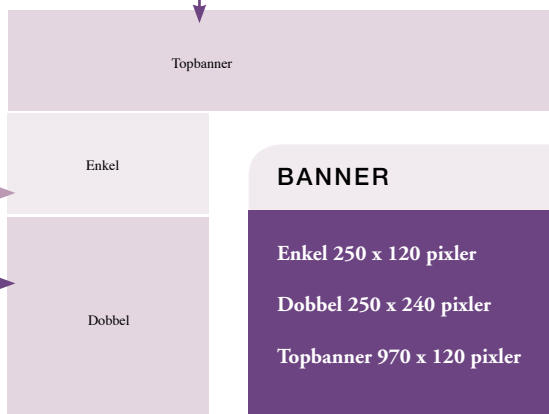 Topbanner
Enkel
Dobbel
BANNER
Enkel 250 x 120 pixler
Dobbel 250 x 240 pixler
Topbanner 970 x 120 pixler